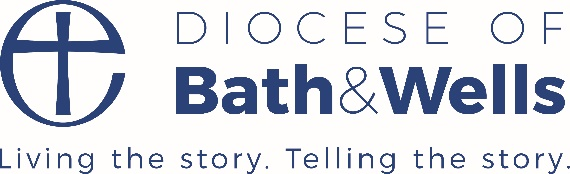 DIOCESE OF
Bath&Wells
Living the story. Telling the story.